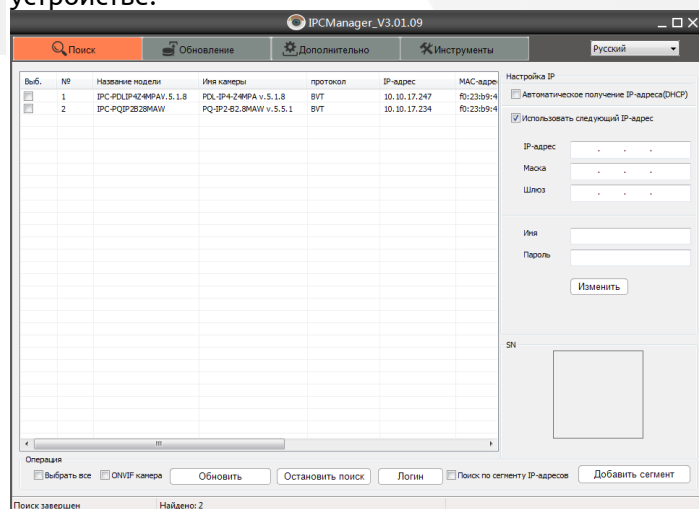 устройстве.
IPCManager_V3.01.09
Поиск Обновление Дополнительно Инструменты Русский
Выб. № Название модели Имя камеры протокол IP-адрес MAC-адре
1 IPC-PDLIP4Z4MPAV.5.1.8 PDL-IP4-Z4MPA v.5.1.8 BVT 10.10.17.247 f0:23:b9:4
2 IPC-PQIP2B28MAW PQ-IP2-B2.8MAW v.5.5.1 BVT 10.10.17.234 f0:23:b9:4
Настройка IP
Автоматическое получение IP-адреса(DHCP)
Использовать следующий IP-адрес
IP-адрес . . .
Маска . . .
Шлюз . . .
Имя
Пароль
Изменить
SN
Операция
Выбрать все ONVIF камера Обновить Остановить поиск Логин Поиск по сегменту IP-адресов Добавить сегмент
Поиск завершен Найдено: 2